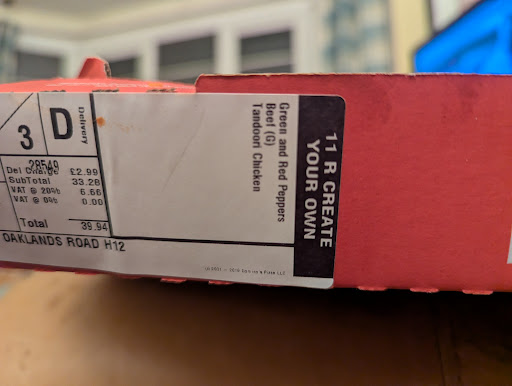 3
D
Delivery
28549
Del Charge £2.99
SubTotal 33.28
VAT @ 20% 6.66
VAT @ 0% 0.00
Total 39.94
OAKLANDS ROAD H12
11 R CREATE
YOUR OWN
Green and Red Peppers
Beef (G)
Tandoori Chicken